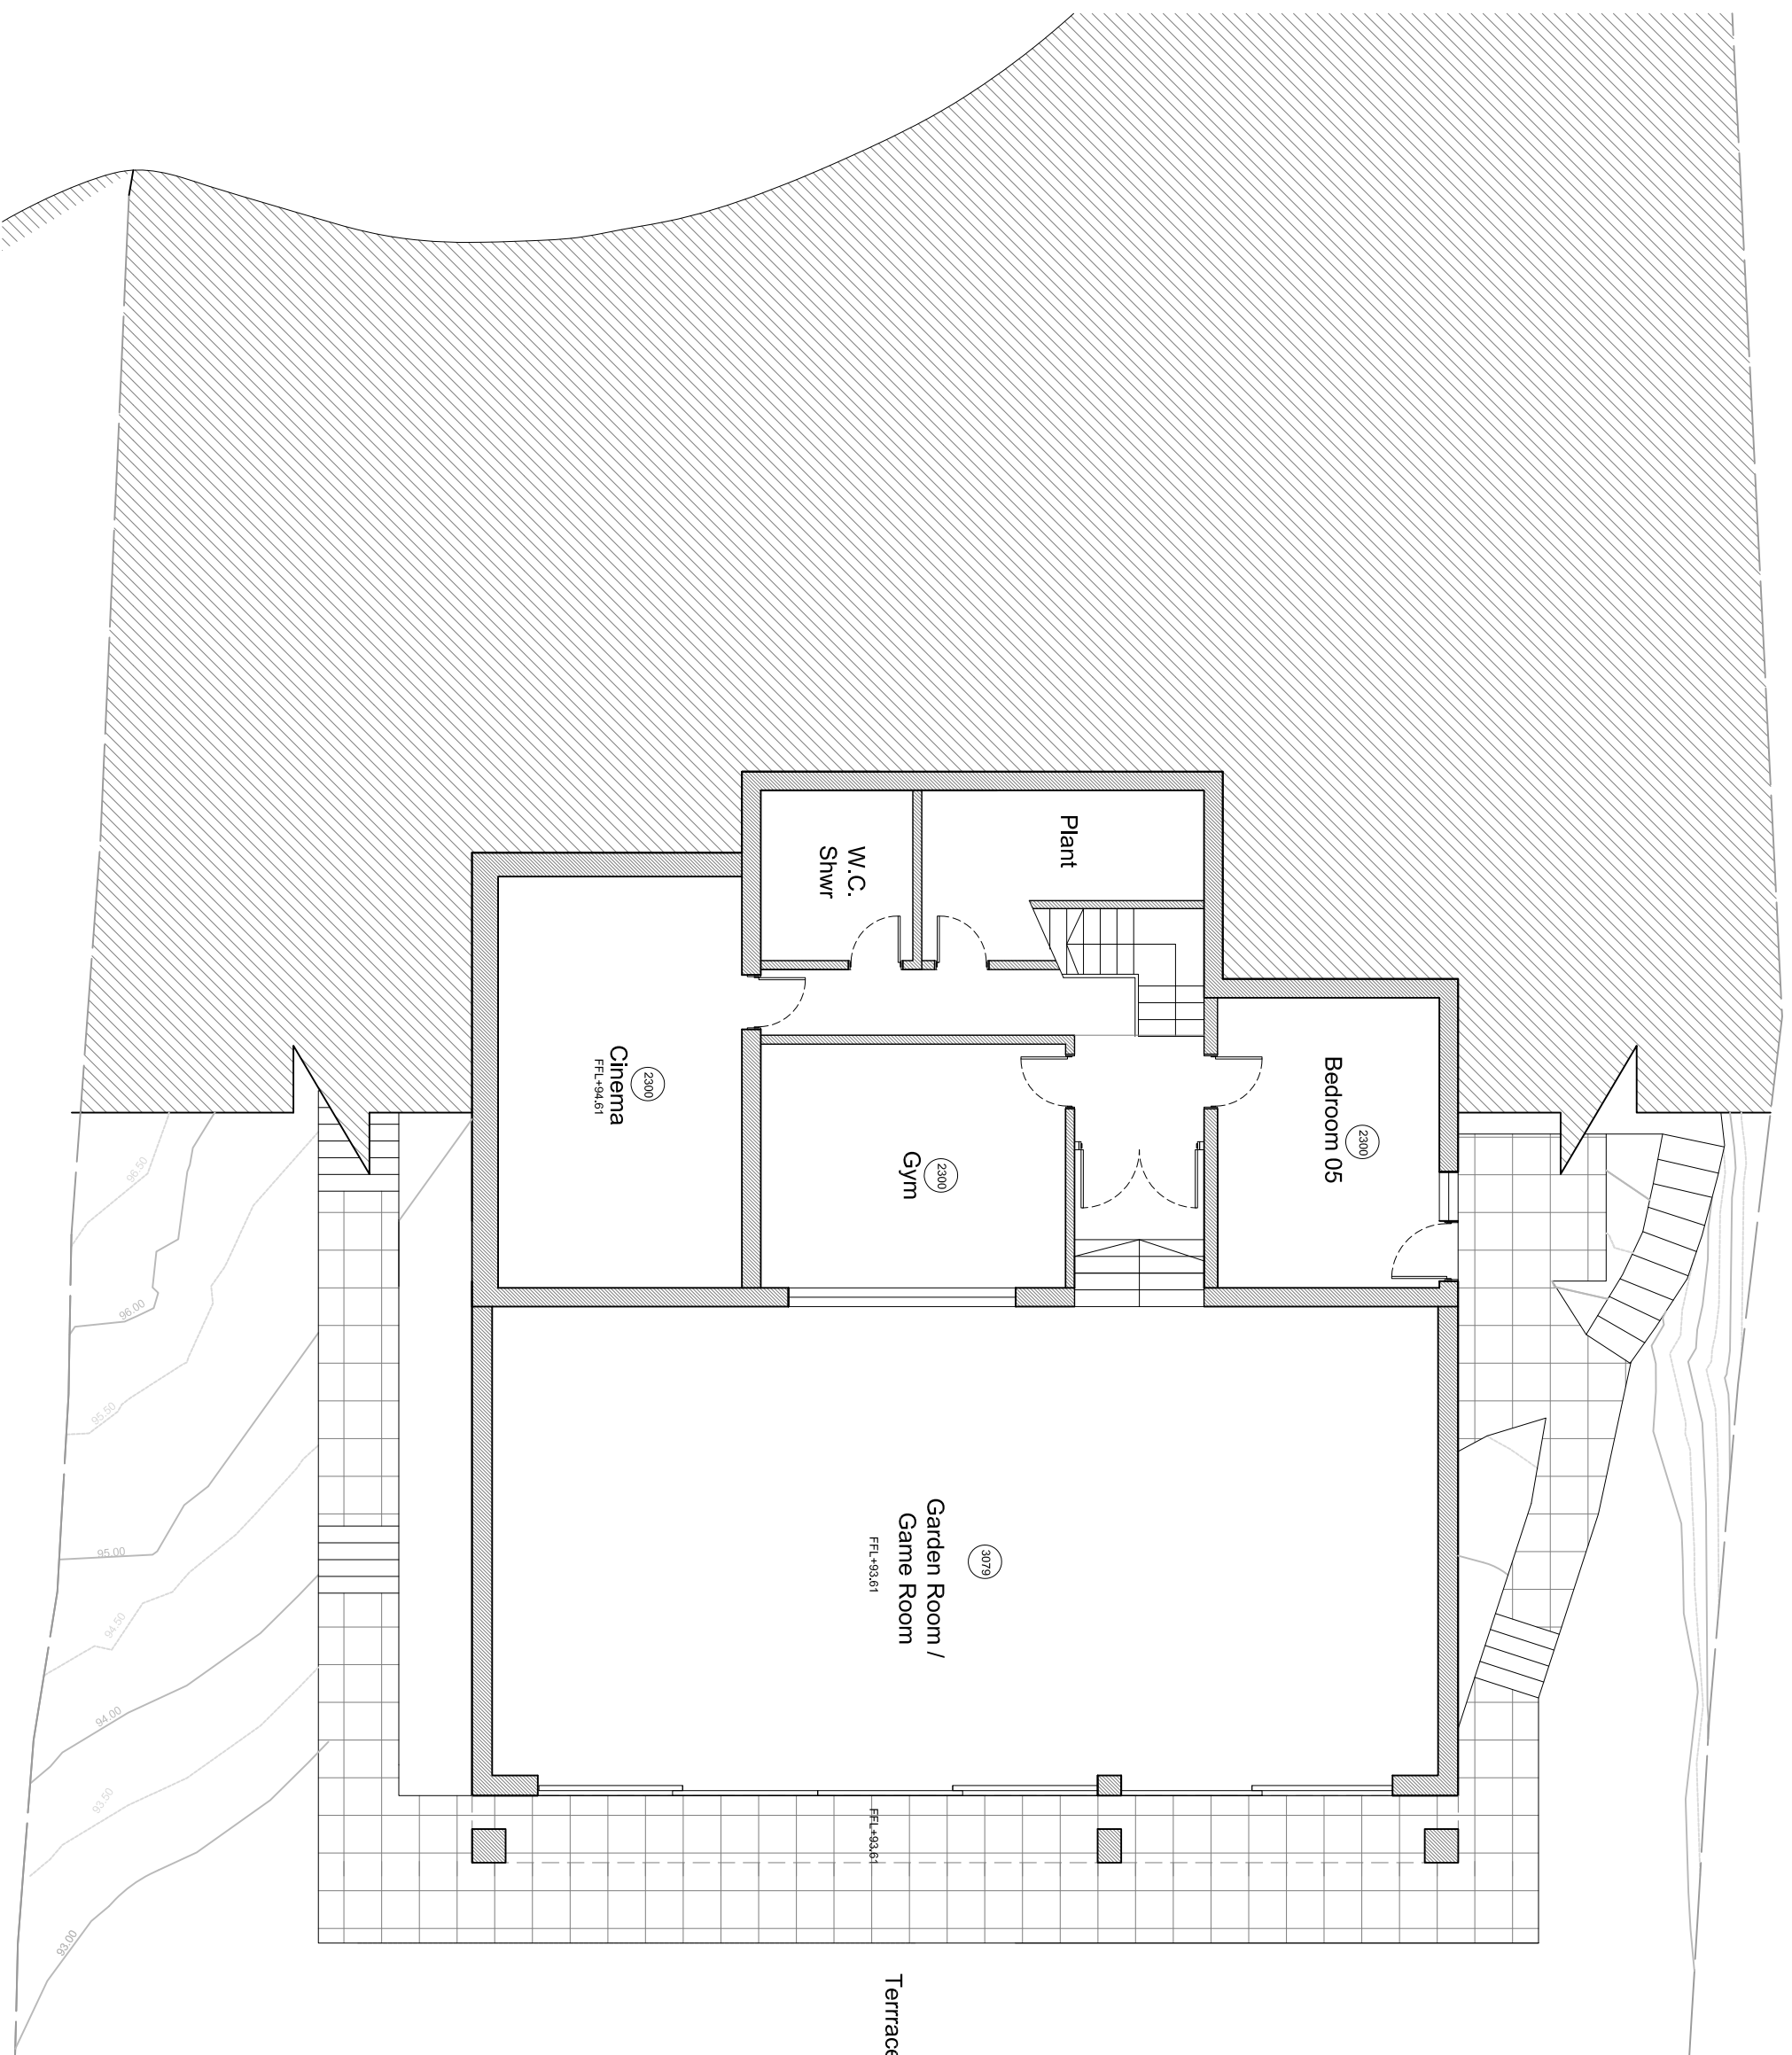 Plant
W.C.
Shwr
2300
Bedroom 05
2300
Cinema
FFL+94.61
2300
Gym
3079
Garden Room /
Game Room
FFL+93.61
FFL+93.61
Terrrace
96.50
96.00
95.50
95.00
94.50
94.00
93.50
93.00